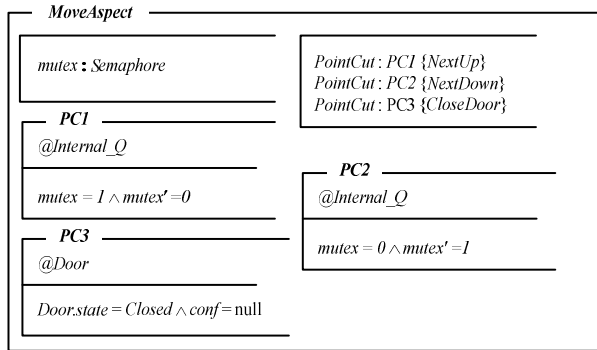 MoveAspect
mutex : Semaphore
PointCut : PC1 {NextUp}
PointCut : PC2 {NextDown}
PointCut : PC3 {CloseDoor}
PC1
@Internal_Q
mutex = 1 ∧ mutex′ =0
PC2
@Internal_Q
mutex = 0 ∧ mutex′ =1
PC3
@Door
Door.state = Closed ∧ conf = null